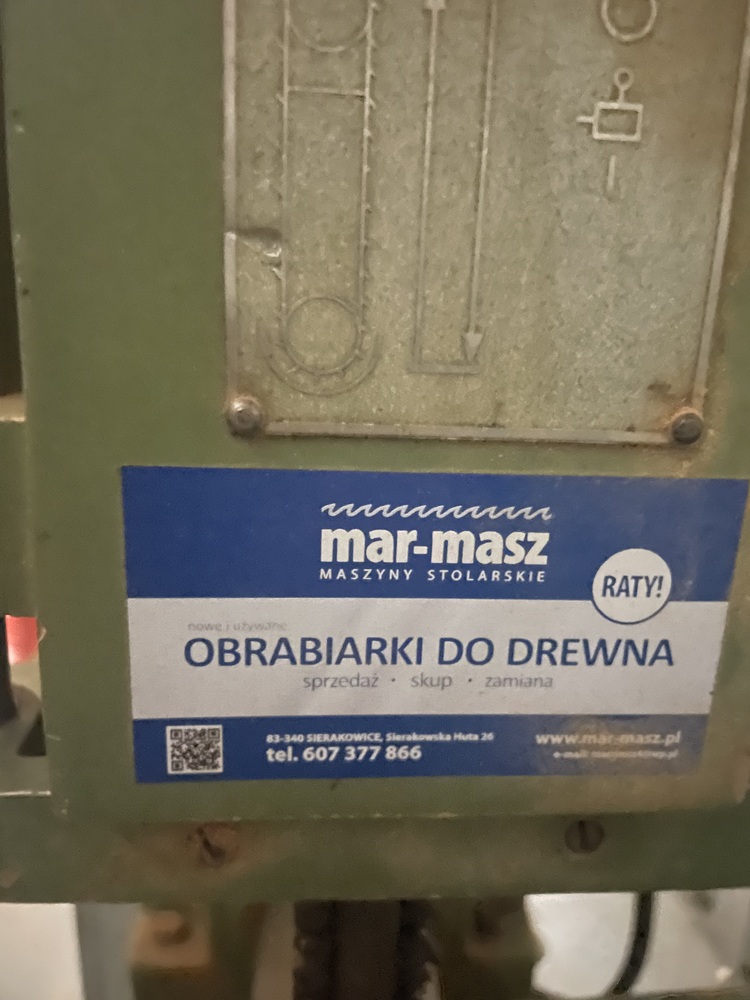 mar-masz
MASZYNY STOLARSKIE
RATY!
nowe i używane
OBRABIARKI DO DREWNA
sprzedaż · skup · zamiana
83-340 SIERAKOWICE, Sierakowska Huta 26
tel. 607 377 866
www.mar-masz.pl
e-mail: